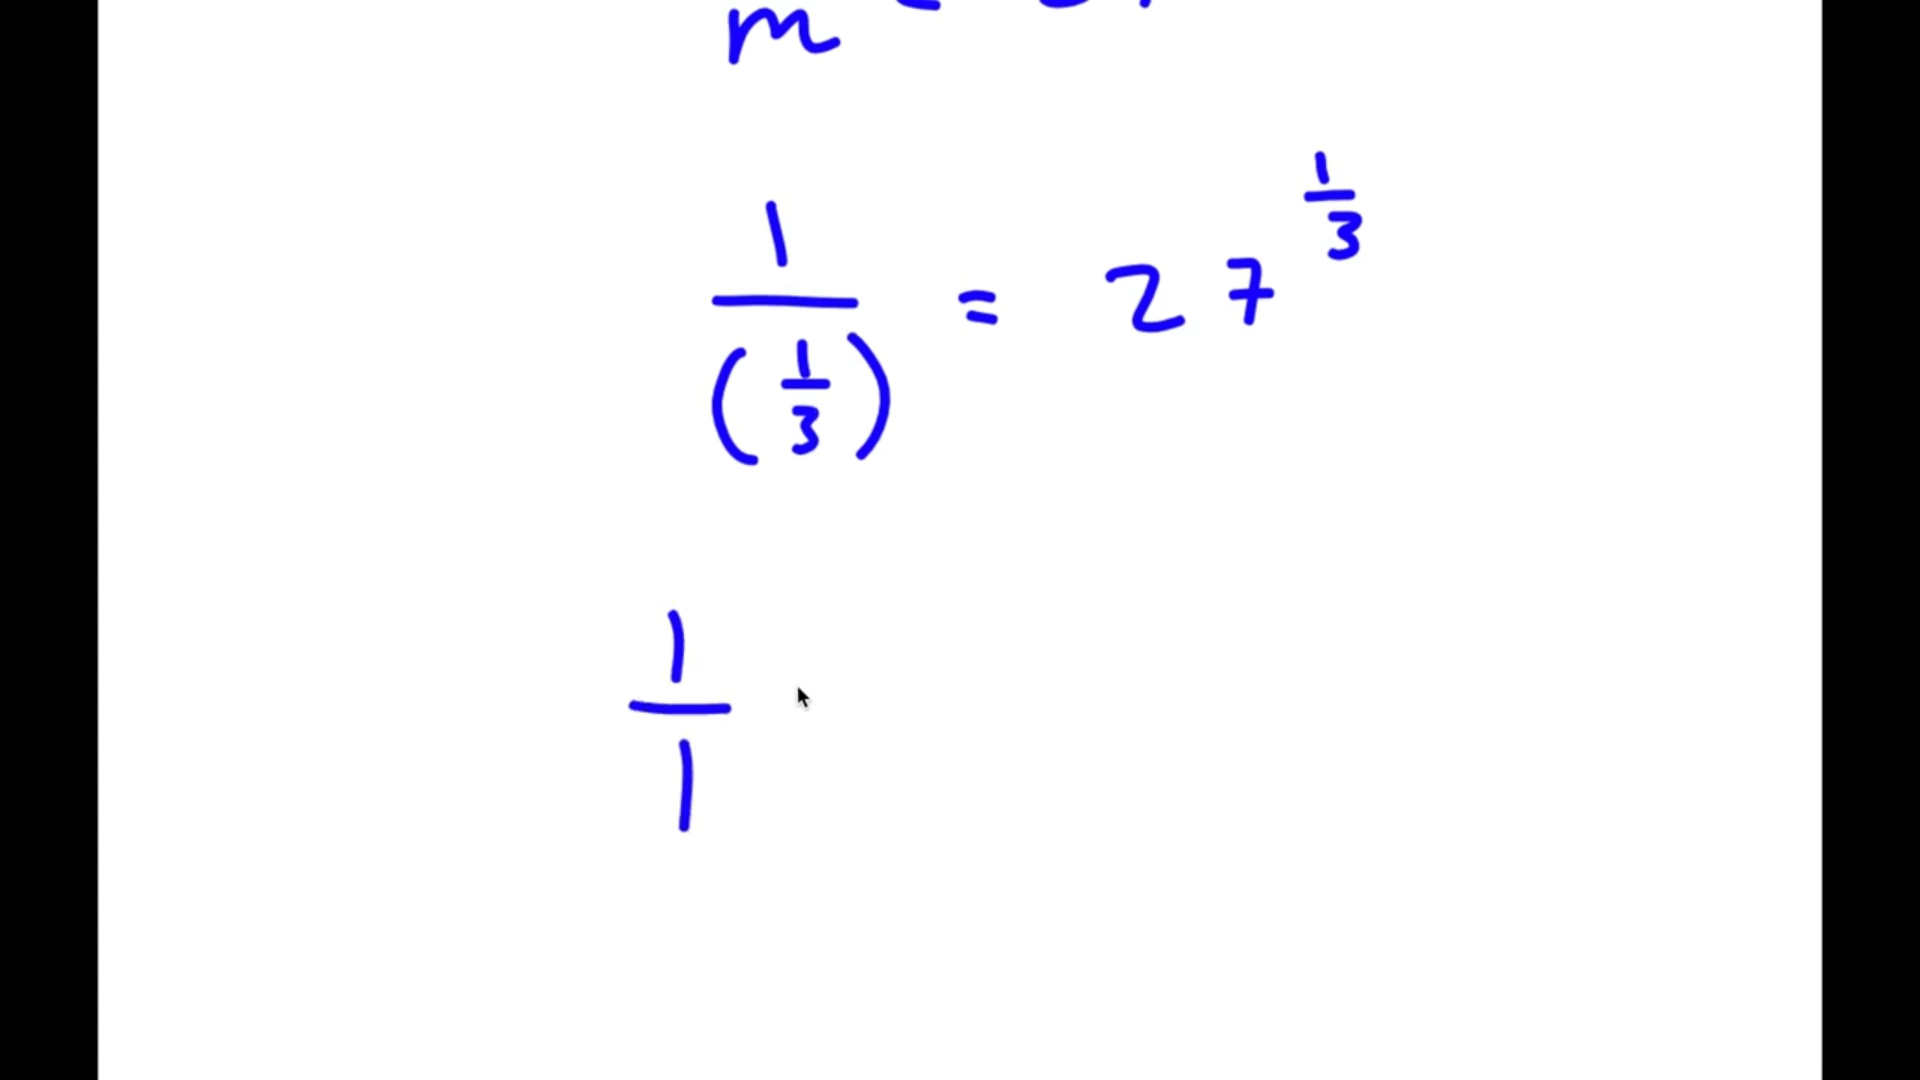 m
1/(1/3) = 27^(1/3)
1/1